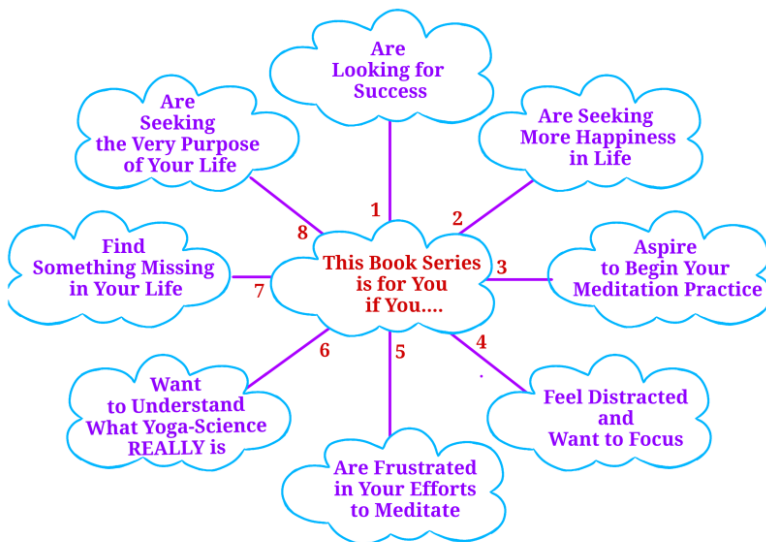 This Book Series
is for You
if You....
1
Are
Looking for
Success
2
Are Seeking
More Happiness
in Life
3
Aspire
to Begin Your
Meditation Practice
4
Feel Distracted
and
Want to Focus
5
Are Frustrated
in Your Efforts
to Meditate
6
Want
to Understand
What Yoga-Science
REALLY is
7
Find
Something Missing
in Your Life
8
Are
Seeking
the Very Purpose
of Your Life